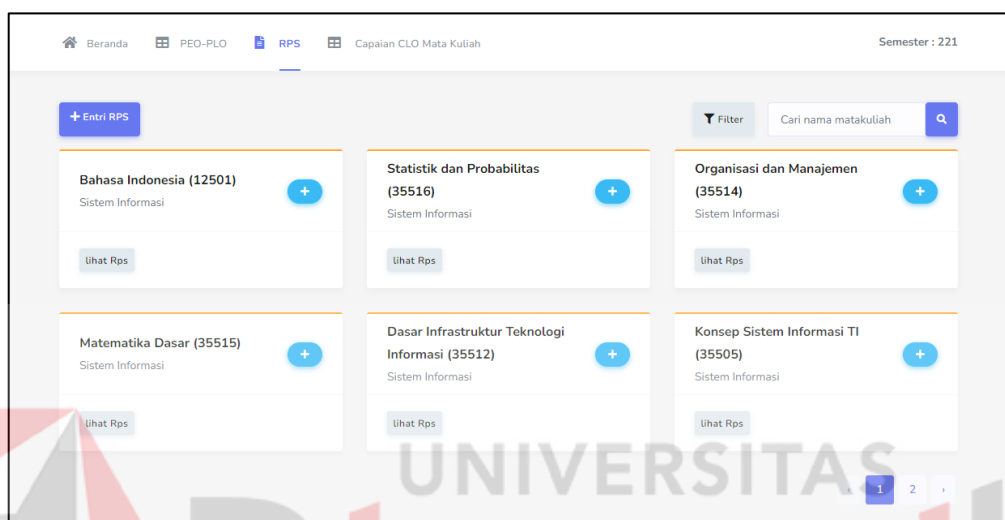 Beranda PEO-PLO RPS Capaian CLO Mata Kuliah Semester : 221
+ Entri RPS Filter Cari nama matakuliah
Bahasa Indonesia (12501)
Sistem Informasi
+
lihat Rps
Statistik dan Probabilitas
(35516)
Sistem Informasi
+
lihat Rps
Organisasi dan Manajemen
(35514)
Sistem Informasi
+
lihat Rps
Matematika Dasar (35515)
Sistem Informasi
+
lihat Rps
Dasar Infrastruktur Teknologi
Informasi (35512)
Sistem Informasi
+
lihat Rps
Konsep Sistem Informasi TI
(35505)
Sistem Informasi
+
lihat Rps
UNIVERSITAS
‹ 1 2 ›